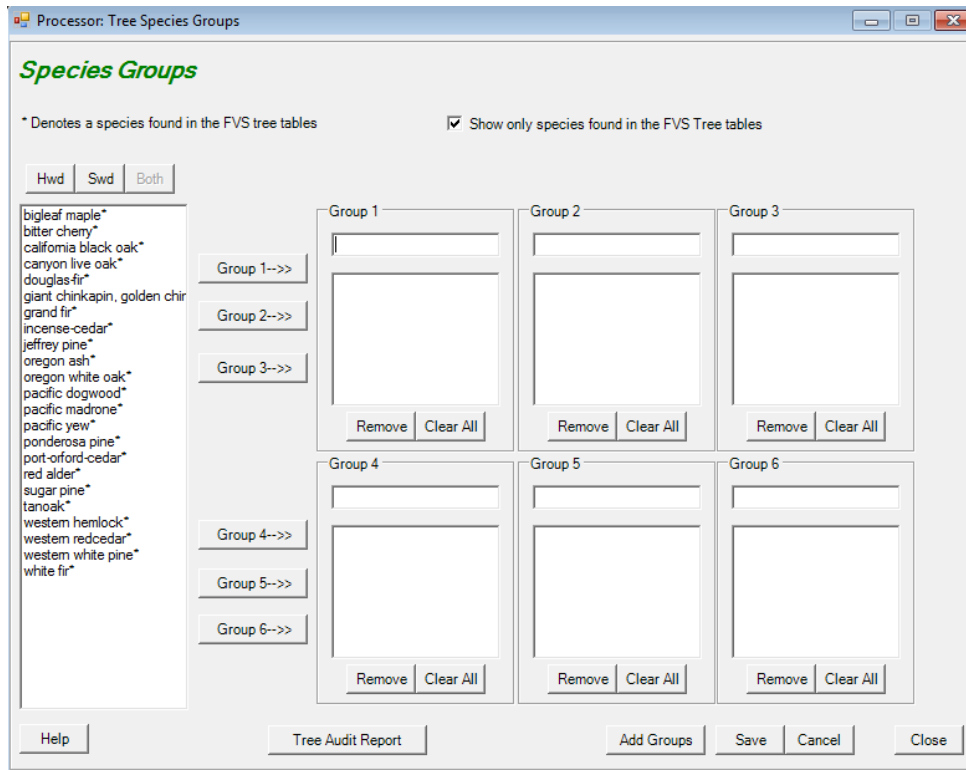 Processor: Tree Species Groups
Species Groups
* Denotes a species found in the FVS tree tables
Show only species found in the FVS Tree tables
Hwd Swd Both
bigleaf maple*
bitter cherry*
california black oak*
canyon live oak*
douglas-fir*
giant chinkapin, golden chir
grand fir*
incense-cedar*
jeffrey pine*
oregon ash*
oregon white oak*
pacific dogwood*
pacific madrone*
pacific yew*
ponderosa pine*
port-orford-cedar*
red alder*
sugar pine*
tanoak*
western hemlock*
western redcedar*
western white pine*
white fir*
Group 1-->>
Group 2-->>
Group 3-->>
Group 4-->>
Group 5-->>
Group 6-->>
Group 1
Remove Clear All
Group 2
Remove Clear All
Group 3
Remove Clear All
Group 4
Remove Clear All
Group 5
Remove Clear All
Group 6
Remove Clear All
Help Tree Audit Report Add Groups Save Cancel Close